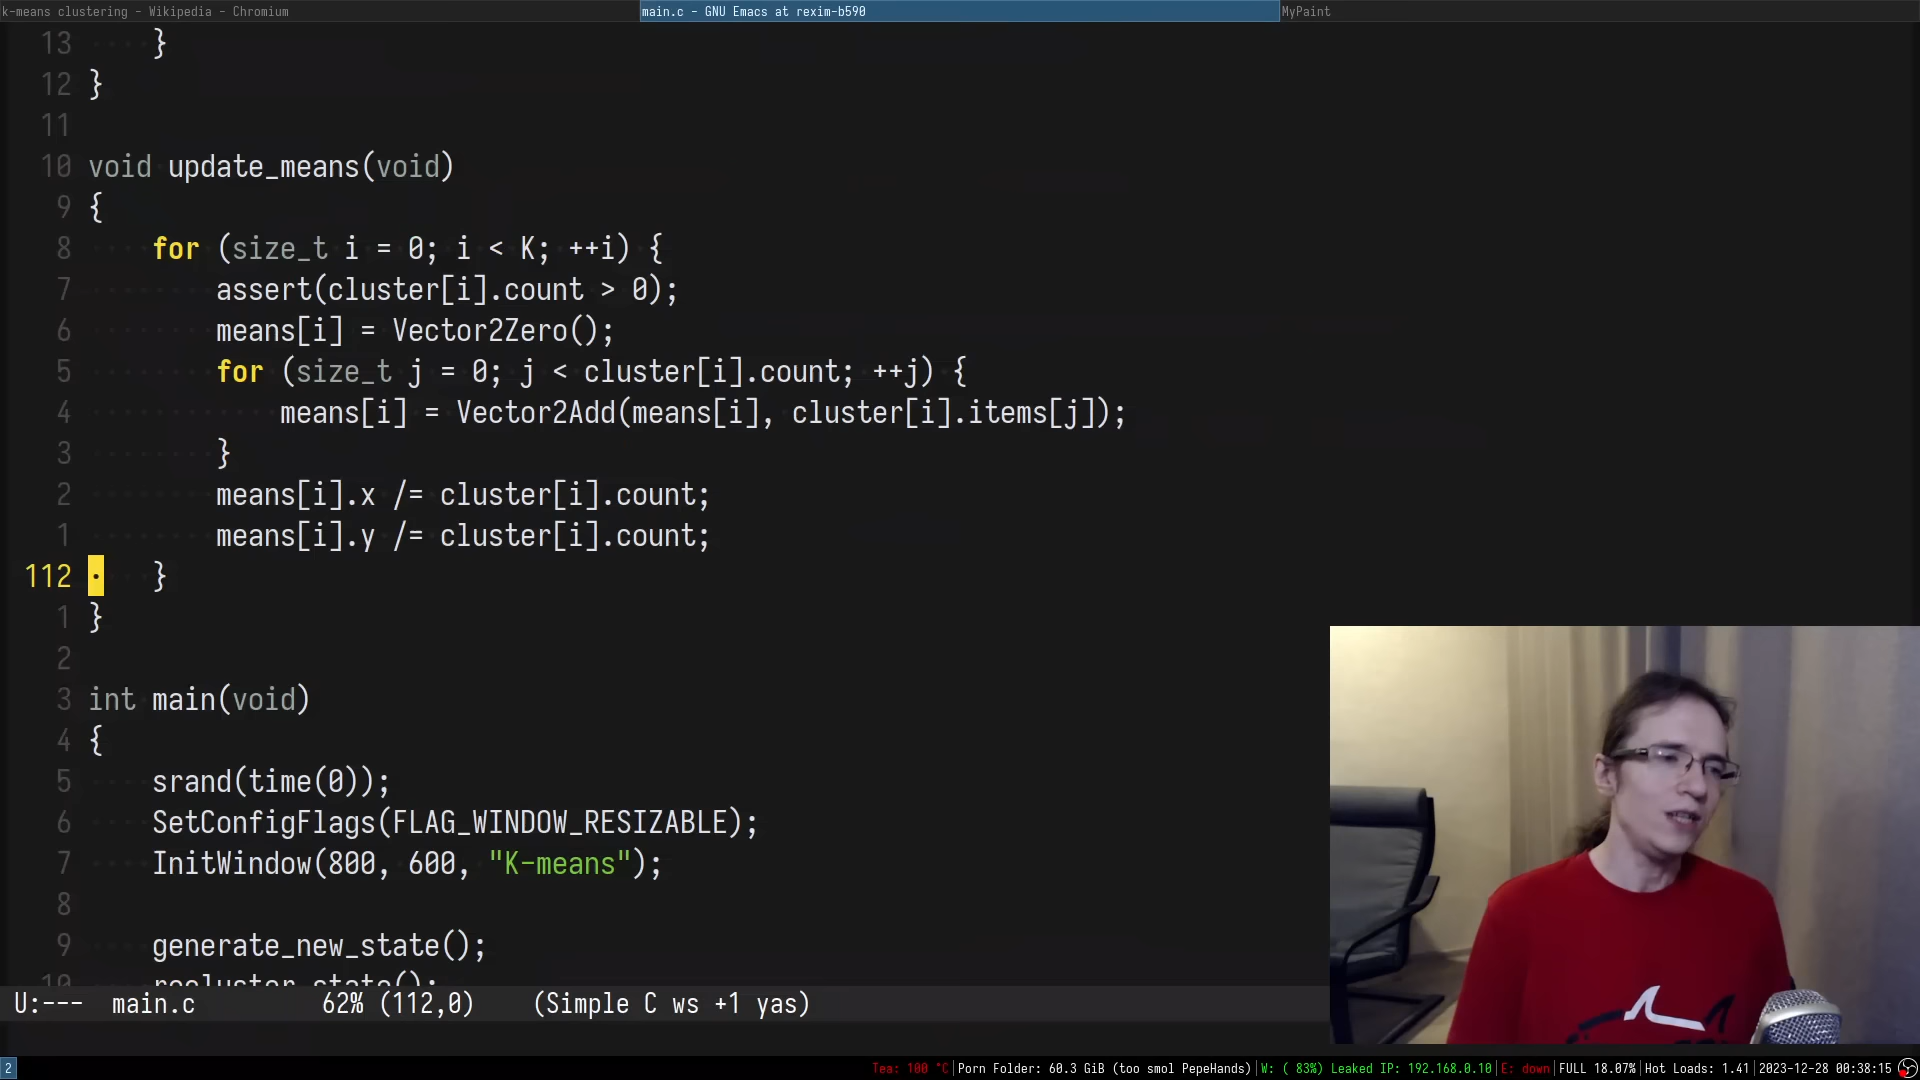 k-means clustering - Wikipedia - Chromium
main.c - GNU Emacs at rexim-b590
MyPaint
13 }
12 }
11
10 void update_means(void)
9 {
8 for (size_t i = 0; i < K; ++i) {
7 assert(cluster[i].count > 0);
6 means[i] = Vector2Zero();
5 for (size_t j = 0; j < cluster[i].count; ++j) {
4 means[i] = Vector2Add(means[i], cluster[i].items[j]);
3 }
2 means[i].x /= cluster[i].count;
1 means[i].y /= cluster[i].count;
112 }
1 }
2
3 int main(void)
4 {
5 srand(time(0));
6 SetConfigFlags(FLAG_WINDOW_RESIZABLE);
7 InitWindow(800, 600, "K-means");
8
9 generate_new_state();
10 recluster_state();
U:--- main.c 62% (112,0) (Simple C ws +1 yas)
2
Tea: 100 °C|Porn Folder: 60.3 GiB (too smol PepeHands)|W: ( 83%) Leaked IP: 192.168.0.10|E: down|FULL 18.07%|Hot Loads: 1.41|2023-12-28 00:38:15